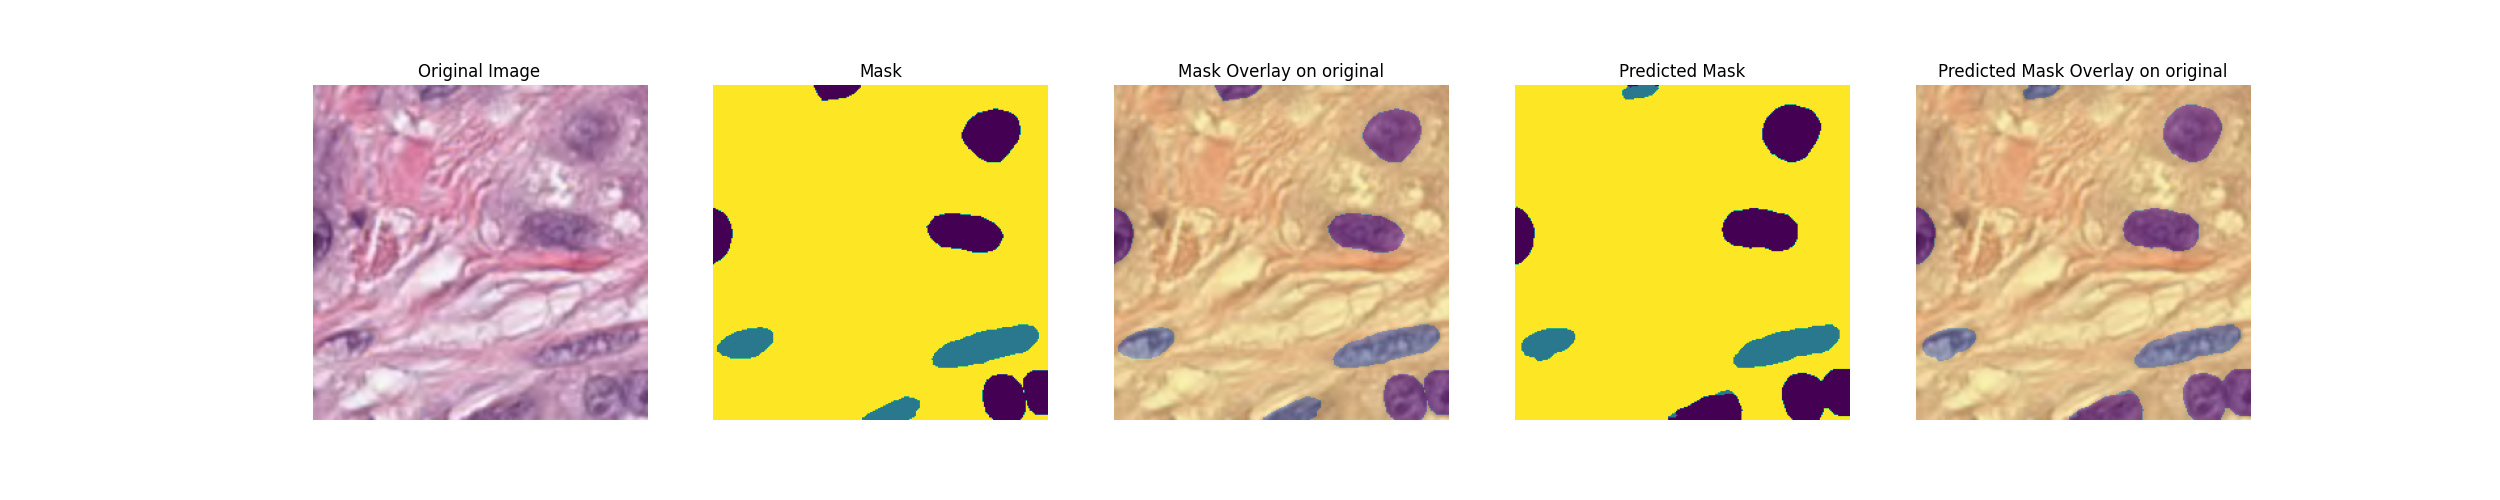 Original Image
Mask
Mask Overlay on original
Predicted Mask
Predicted Mask Overlay on original